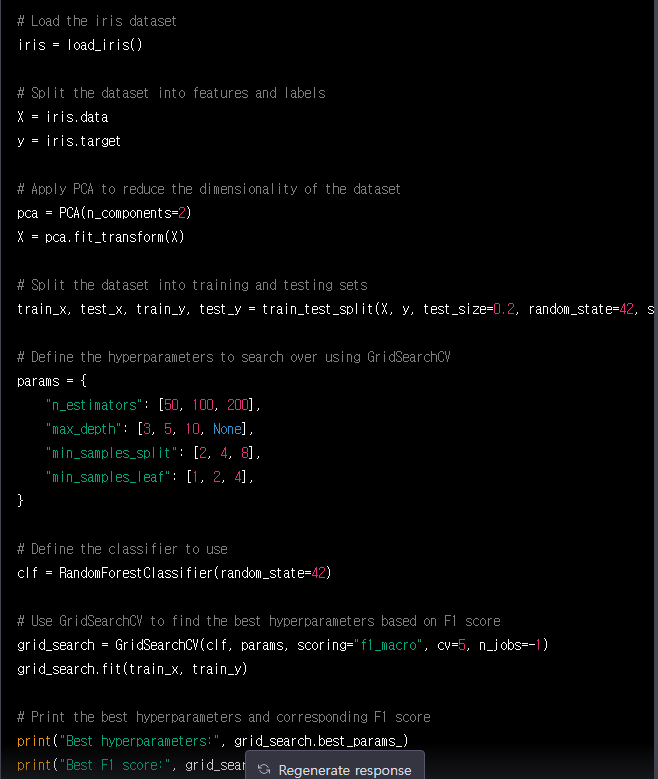 # Load the iris dataset
iris = load_iris()
# Split the dataset into features and labels
X = iris.data
y = iris.target
# Apply PCA to reduce the dimensionality of the dataset
pca = PCA(n_components=2)
X = pca.fit_transform(X)
# Split the dataset into training and testing sets
train_x, test_x, train_y, test_y = train_test_split(X, y, test_size=0.2, random_state=42, s
# Define the hyperparameters to search over using GridSearchCV
params = {
    "n_estimators": [50, 100, 200],
    "max_depth": [3, 5, 10, None],
    "min_samples_split": [2, 4, 8],
    "min_samples_leaf": [1, 2, 4],
}
# Define the classifier to use
clf = RandomForestClassifier(random_state=42)
# Use GridSearchCV to find the best hyperparameters based on F1 score
grid_search = GridSearchCV(clf, params, scoring="f1_macro", cv=5, n_jobs=-1)
grid_search.fit(train_x, train_y)
# Print the best hyperparameters and corresponding F1 score
print("Best hyperparameters:", grid_search.best_params_)
print("Best F1 score:", grid_sear
Regenerate response